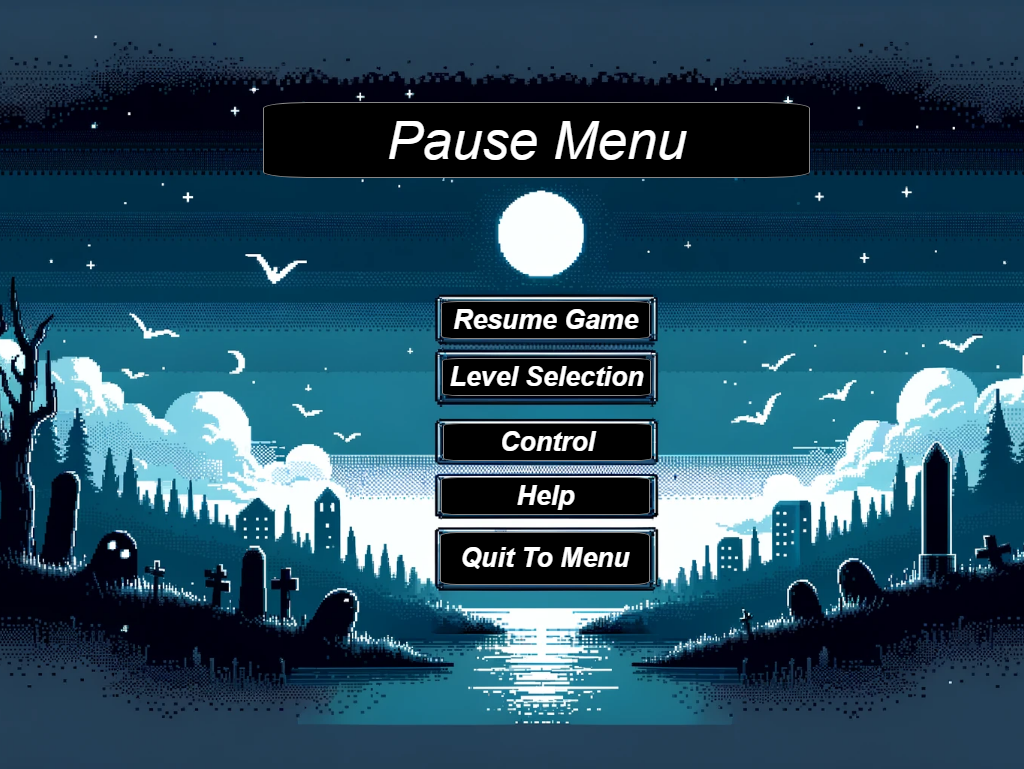 Pause Menu
Resume Game
Level Selection
Control
Help
Quit To Menu